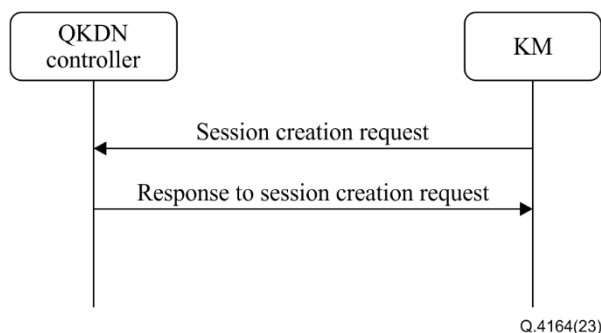 QKDN
controller
KM
Session creation request
Response to session creation request
Q.4164(23)